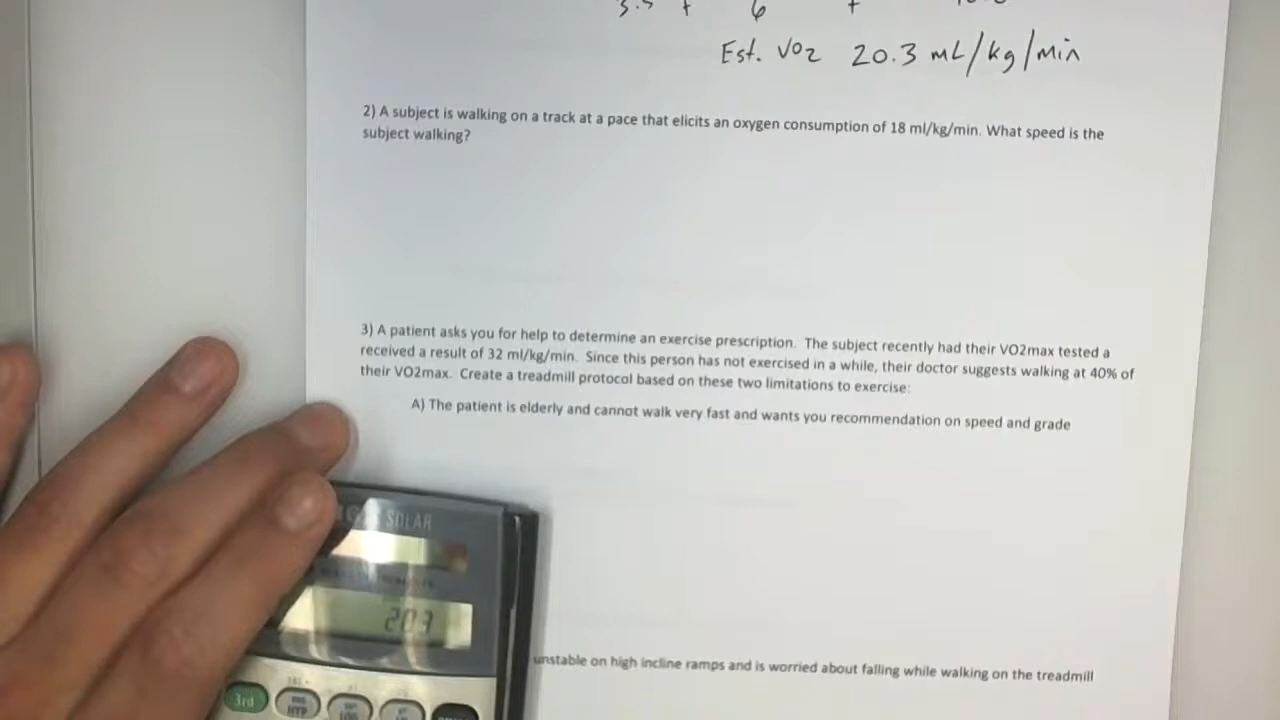 3.5 + 6 +
Est. VO2 20.3 mL/kg/min
2) A subject is walking on a track at a pace that elicits an oxygen consumption of 18 ml/kg/min. What speed is the
subject walking?
3) A patient asks you for help to determine an exercise prescription. The subject recently had their VO2max tested a
received a result of 32 ml/kg/min. Since this person has not exercised in a while, their doctor suggests walking at 40% of
their VO2max. Create a treadmill protocol based on these two limitations to exercise:
A) The patient is elderly and cannot walk very fast and wants you recommendation on speed and grade
SOLAR
203
unstable on high incline ramps and is worried about falling while walking on the treadmill
3rd HYP LOG